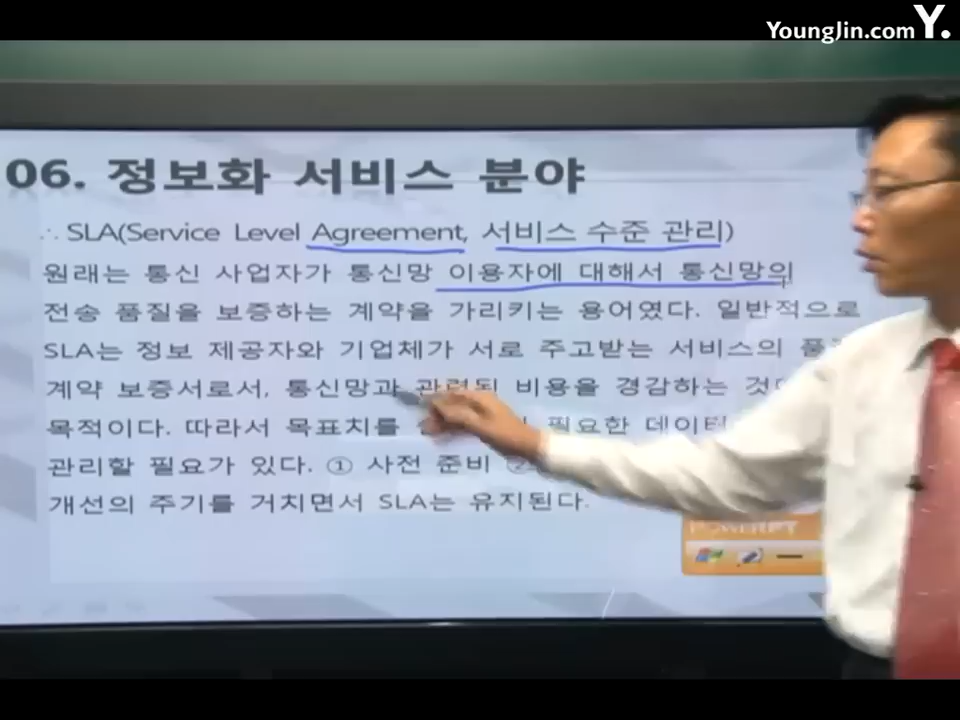 YoungJin.com Y.
06. 정보화 서비스 분야
∴ SLA(Service Level Agreement, 서비스 수준 관리)
원래는 통신 사업자가 통신망 이용자에 대해서 통신망의
전송 품질을 보증하는 계약을 가리키는 용어였다. 일반적으로
SLA는 정보 제공자와 기업체가 서로 주고받는 서비스의
계약 보증서로서, 통신망과 관련된 비용을 경감하는
목적이다. 따라서 목표치를 필요한
관리할 필요가 있다. ① 사전 준비
개선의 주기를 거치면서 SLA는 유지된다.